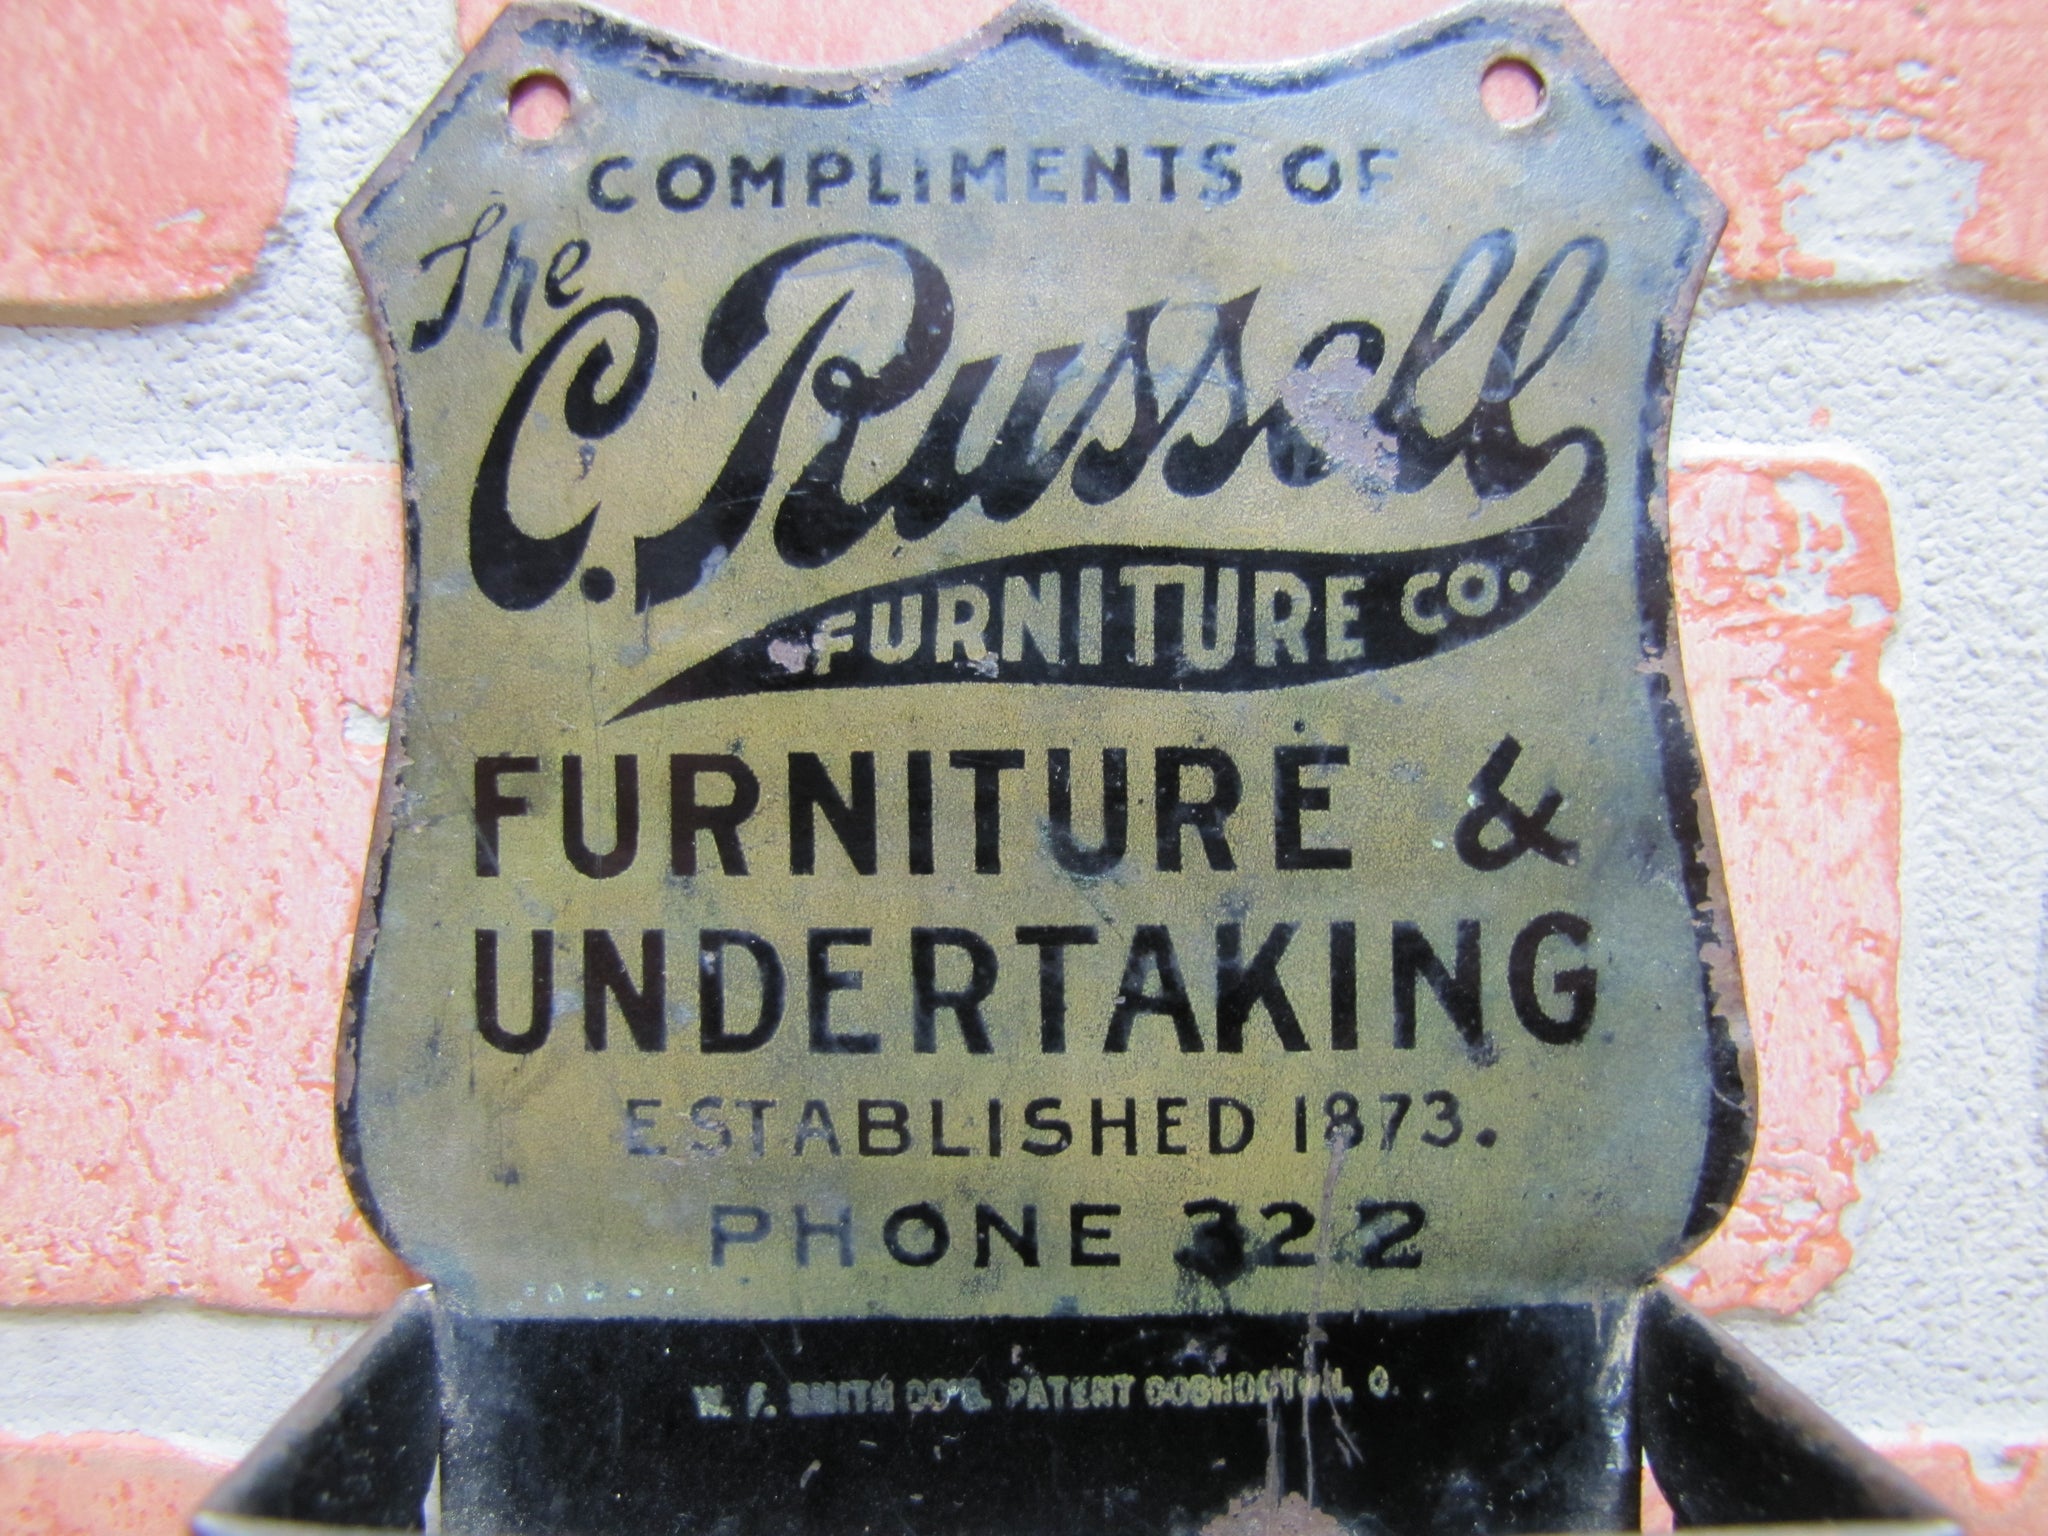 COMPLIMENTS OF
The
C. Russell
FURNITURE CO.
FURNITURE &
UNDERTAKING
ESTABLISHED 1873.
PHONE 322
W. F. SMITH CO'S. PATENT COSHOCTON, O.